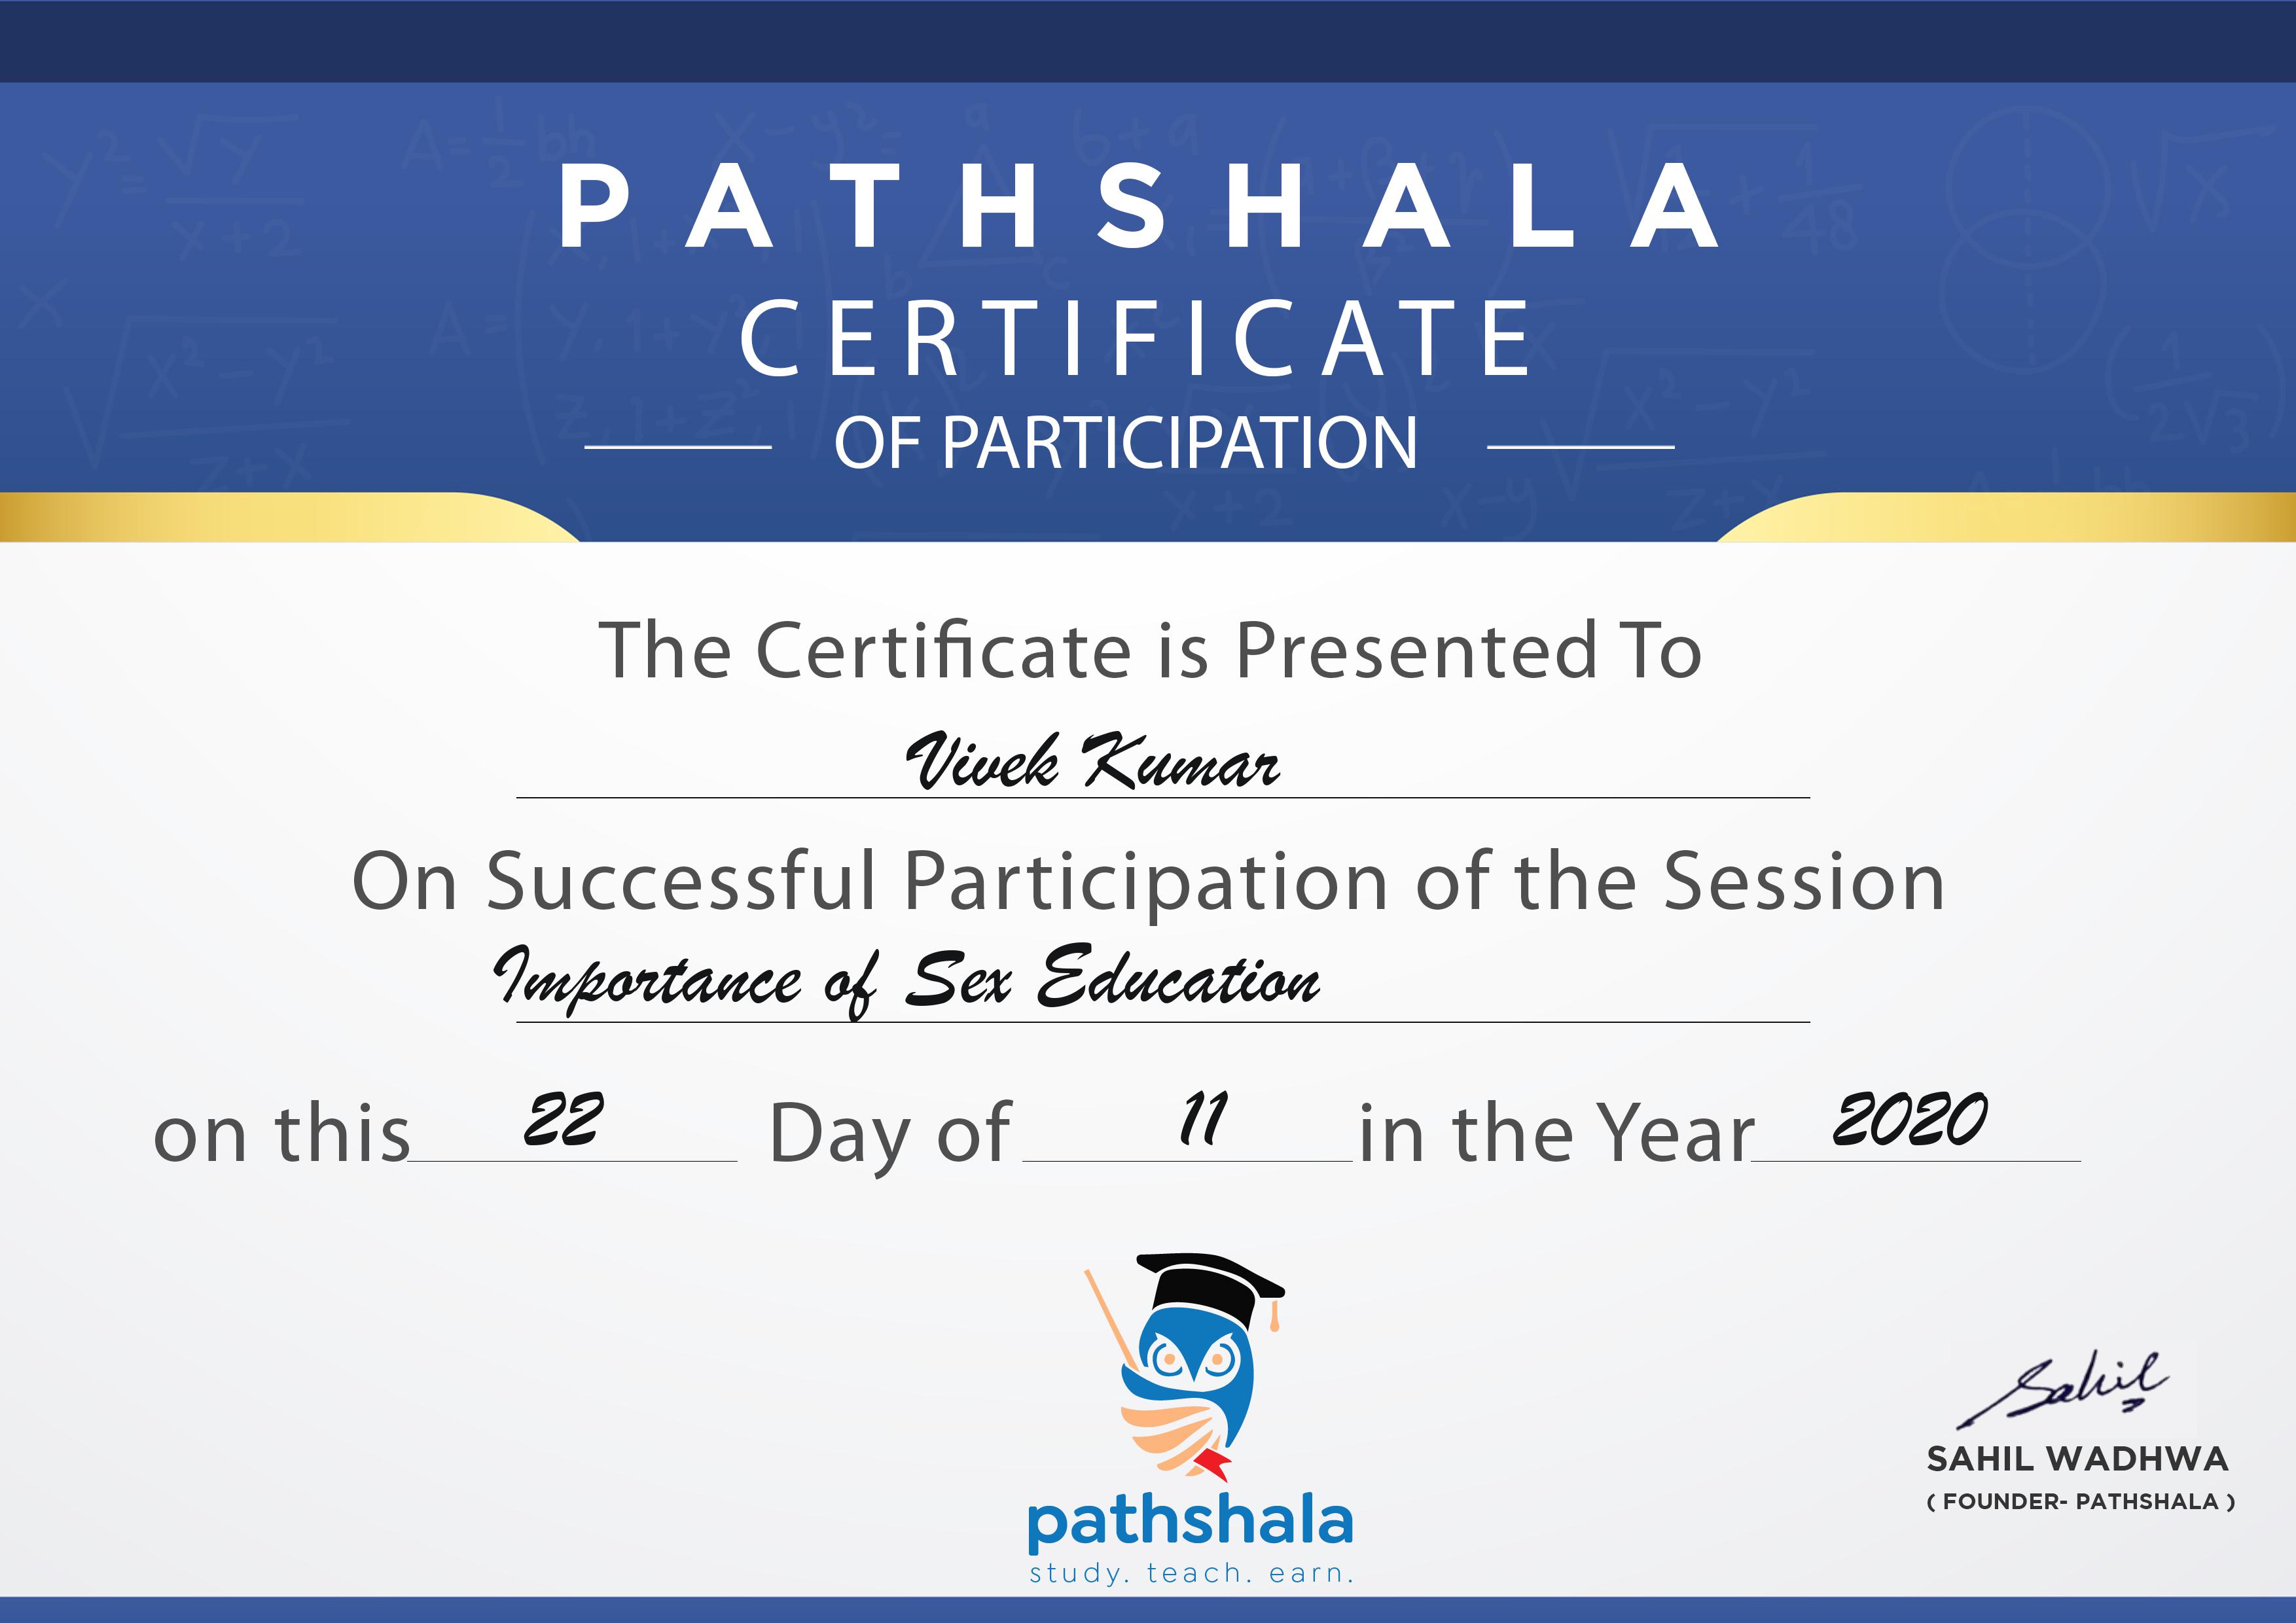 PATHSHALA
CERTIFICATE
OF PARTICIPATION
The Certificate is Presented To
Vivek Kumar
On Successful Participation of the Session
Importance of Sex Education
on this 22 Day of 11 in the Year 2020
Sahil
SAHIL WADHWA
( FOUNDER- PATHSHALA )
pathshala
study. teach. earn.